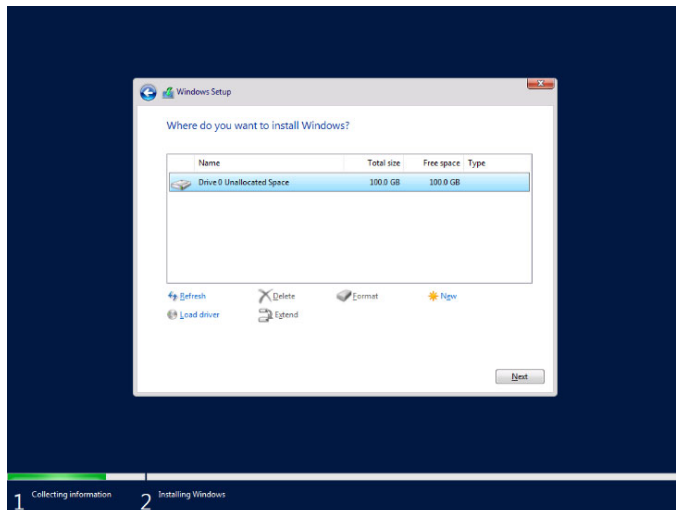 Windows Setup
Where do you want to install Windows?
Name Total size Free space Type
Drive 0 Unallocated Space 100.0 GB 100.0 GB
Refresh Delete Format New
Load driver Extend
Next
1 Collecting information 2 Installing Windows